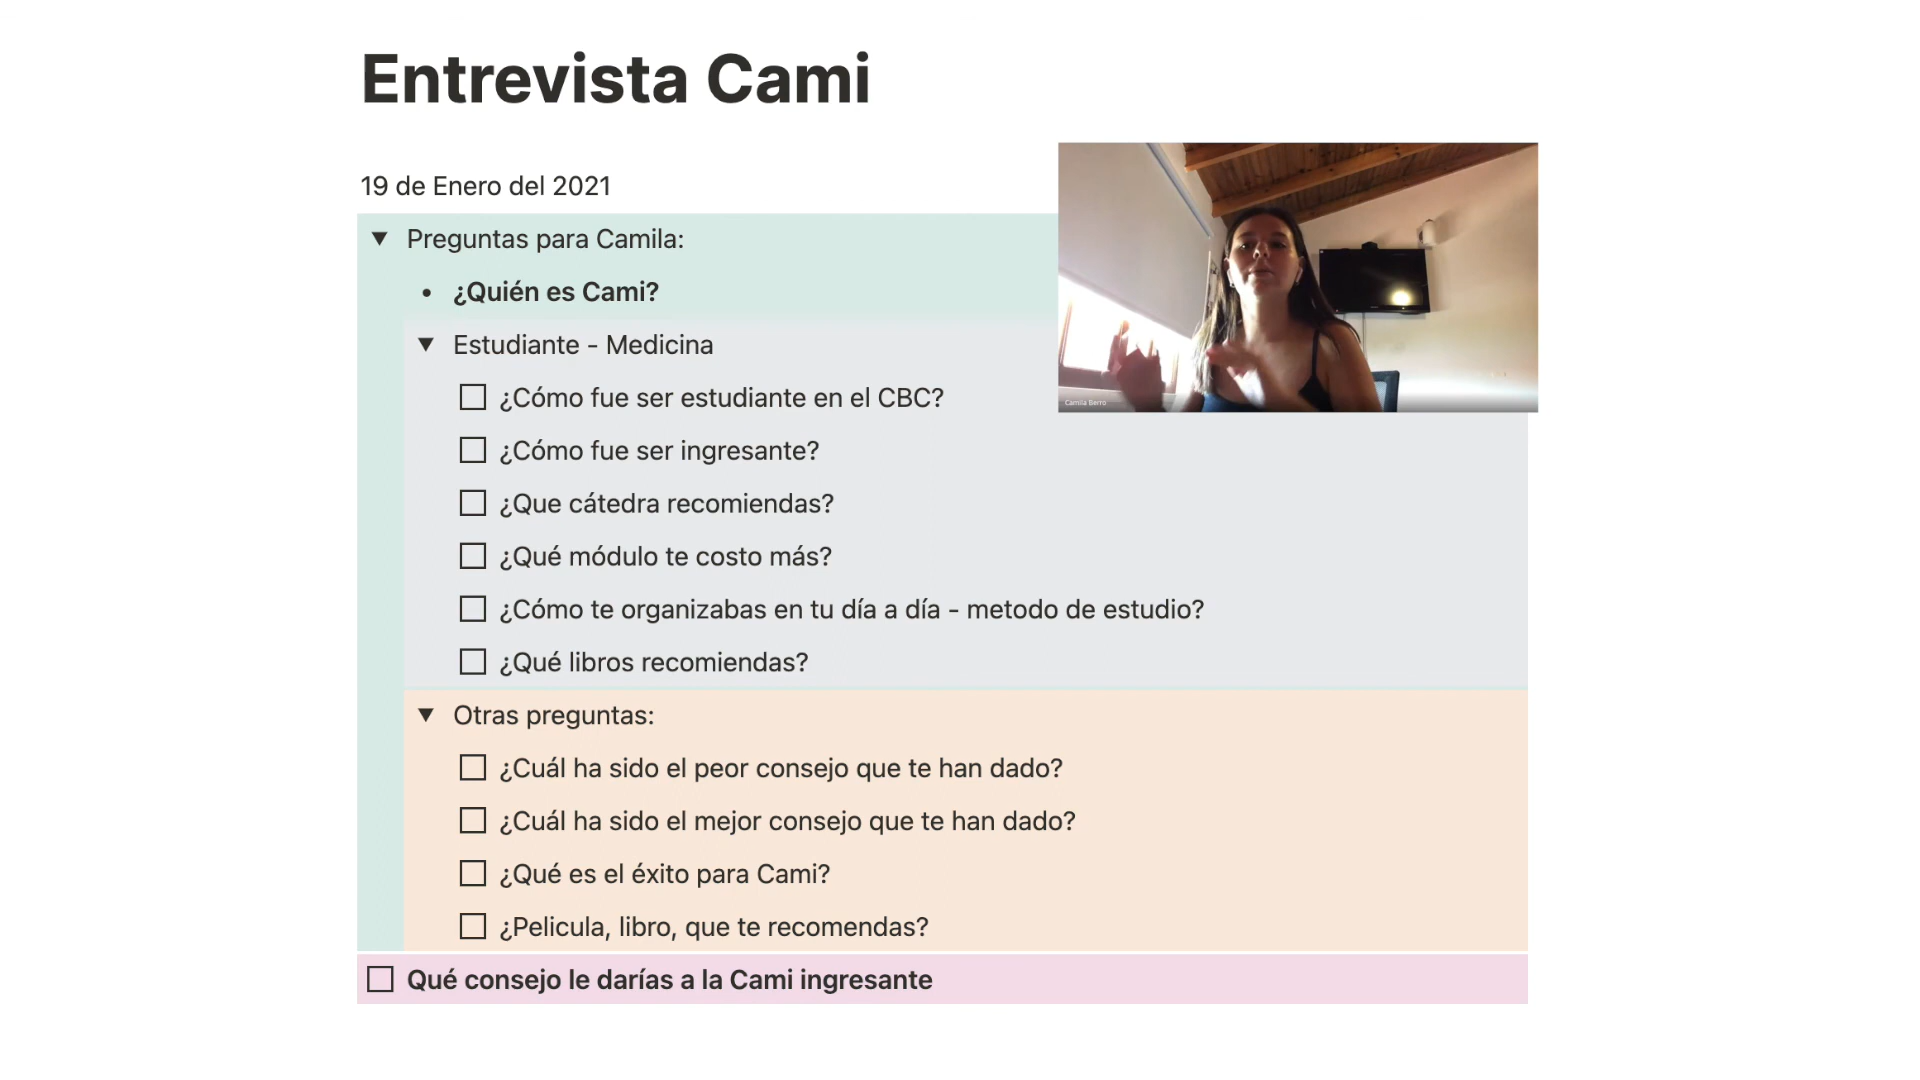 Entrevista Cami
19 de Enero del 2021
Preguntas para Camila:
¿Quién es Cami?
Estudiante - Medicina
¿Cómo fue ser estudiante en el CBC?
¿Cómo fue ser ingresante?
¿Que cátedra recomiendas?
¿Qué módulo te costo más?
¿Cómo te organizabas en tu día a día - metodo de estudio?
¿Qué libros recomiendas?
Otras preguntas:
¿Cuál ha sido el peor consejo que te han dado?
¿Cuál ha sido el mejor consejo que te han dado?
¿Qué es el éxito para Cami?
¿Pelicula, libro, que te recomendas?
Qué consejo le darías a la Cami ingresante
Camila Berro